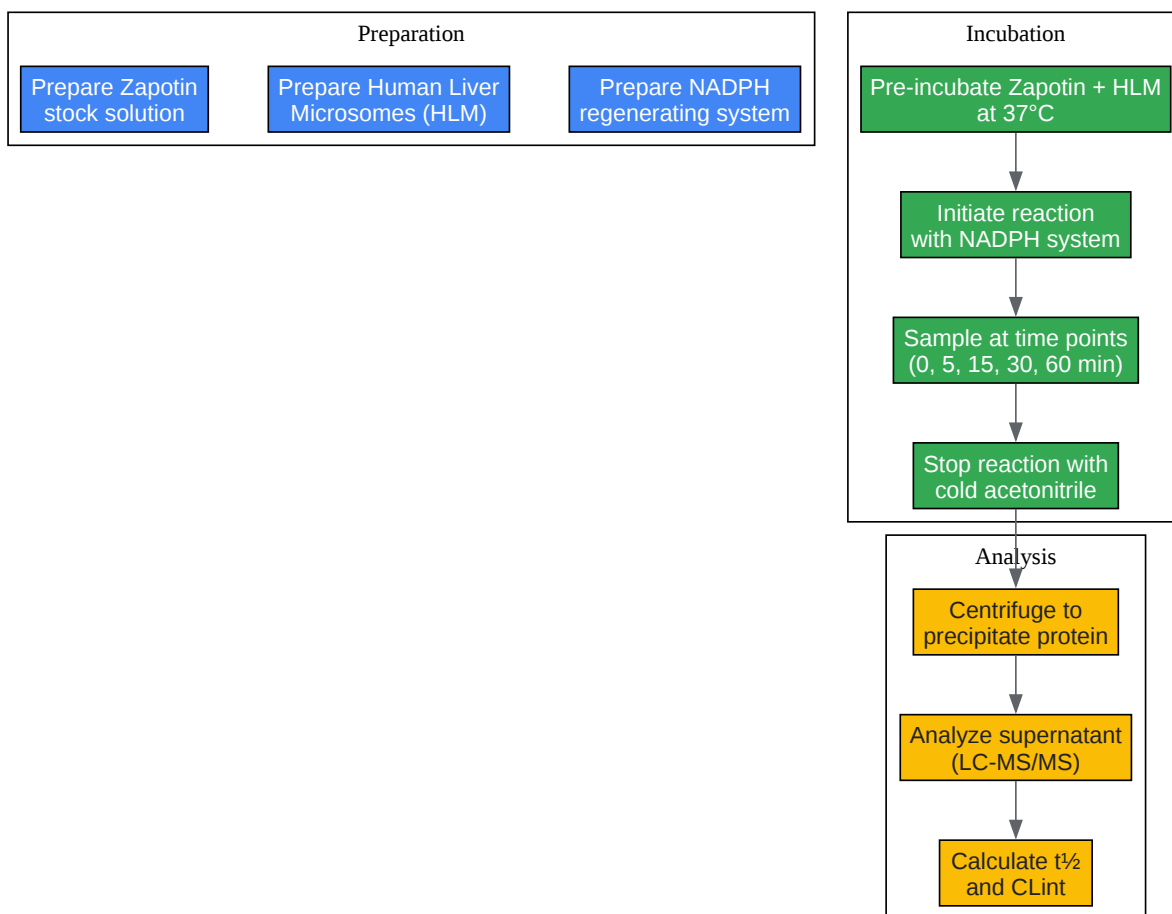 Preparation
Prepare Zapotin
stock solution
Prepare Human Liver
Microsomes (HLM)
Prepare NADPH
regenerating system
Incubation
Pre-incubate Zapotin + HLM
at 37°C
Initiate reaction
with NADPH system
Sample at time points
(0, 5, 15, 30, 60 min)
Stop reaction with
cold acetonitrile
Analysis
Centrifuge to
precipitate protein
Analyze supernatant
(LC-MS/MS)
Calculate t½
and CLint